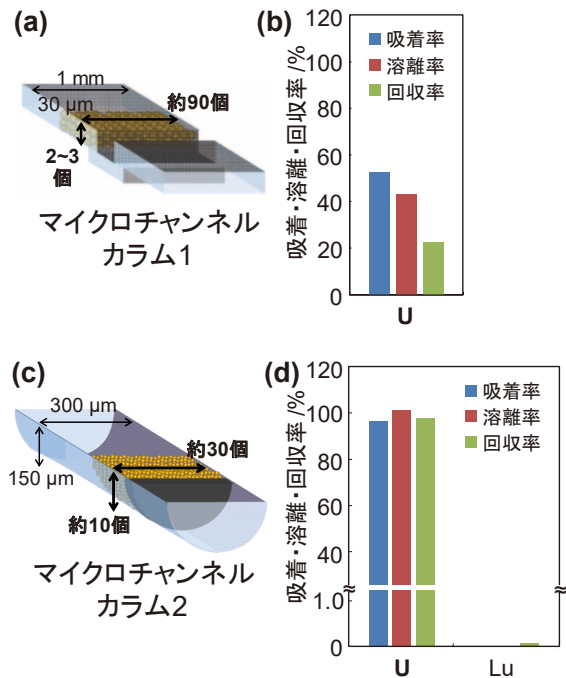 (a)
1 mm
30 µm
約90個
2~3
個
マイクロチャンネル
カラム1
(b)
吸着・溶離・回収率/%
120
100
80
60
40
20
0
吸着率
溶離率
回収率
U
(c)
300 µm
150 µm
約30個
約10個
マイクロチャンネル
カラム2
(d)
吸着・溶離・回収率/%
120
100
80
60
40
≈
≈
1.0
0
吸着率
溶離率
回収率
U
Lu